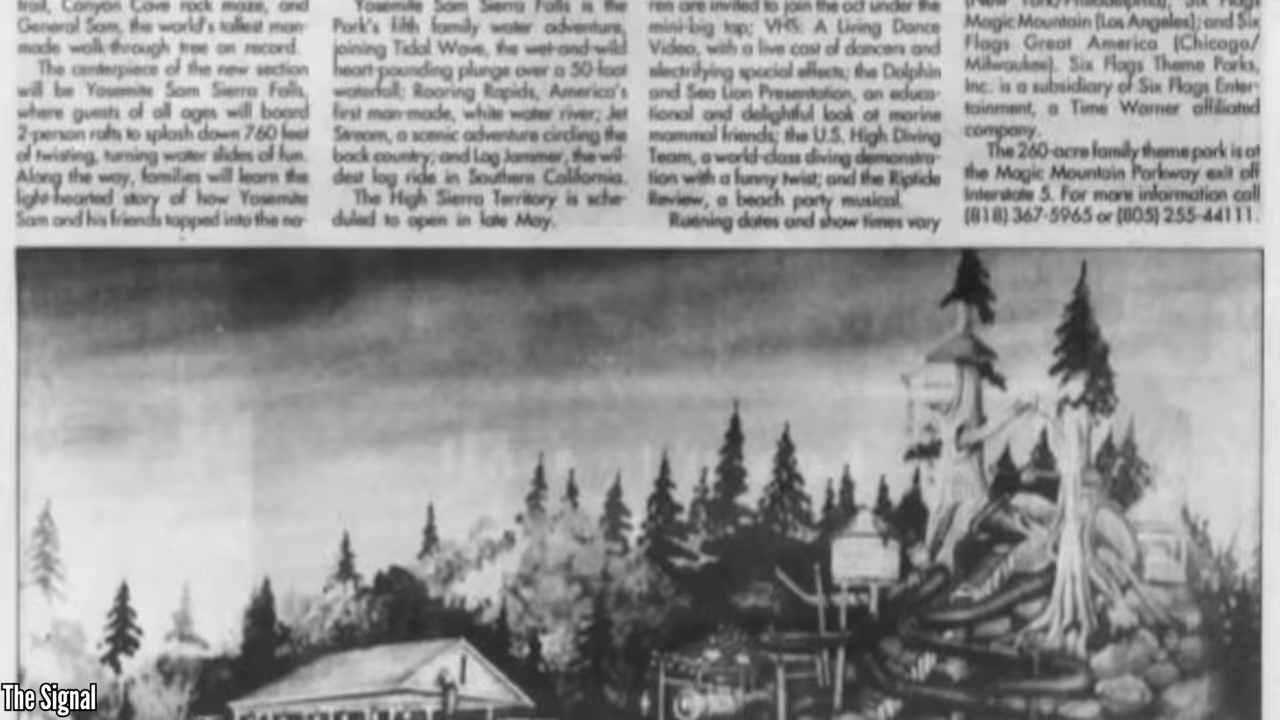 trail, Canyon Cave rock maze, and
General Sam, the world's tallest man-
made walk-through tree on record.
The centerpiece of the new section
will be Yosemite Sam Sierra Falls,
where guests of all ages will board
2-person rafts to splash down 760 feet
of twisting, turning water slides of fun.
Along the way, families will learn the
light-hearted story of how Yosemite
Sam and his friends tapped into the na-
Yosemite Sam Sierra Falls is the
Park's fifth family water adventure,
joining Tidal Wave, the wet-and-wild
heart-pounding plunge over a 50-foot
waterfall; Roaring Rapids, America's
first man-made, white water river; Jet
Stream, a scenic adventure circling the
back country; and Log Jammer, the wil-
dest log ride in Southern California.
The High Sierra Territory is sche-
duled to open in late May.
ren are invited to join the act under the
mini-big top; VHS: A Living Dance
Video, with a live cast of dancers and
electrifying special effects; the Dolphin
and Sea Lion Presentation, an educa-
tional and delightful look at marine
mammal friends; the U.S. High Diving
Team, a world-class diving demonstra-
tion with a funny twist; and the Riptide
Review, a beach party musical.
Running dates and show times vary
(New York/Philadelphia), Six Flags
Magic Mountain (Los Angeles); and Six
Flags Great America (Chicago/
Milwaukee). Six Flags Theme Parks,
Inc. is a subsidiary of Six Flags Enter-
tainment, a Time Warner affiliated
company.
The 260-acre family theme park is at
the Magic Mountain Parkway exit off
Interstate 5. For more information call
(818) 367-5965 or (805) 255-44111.
The Signal